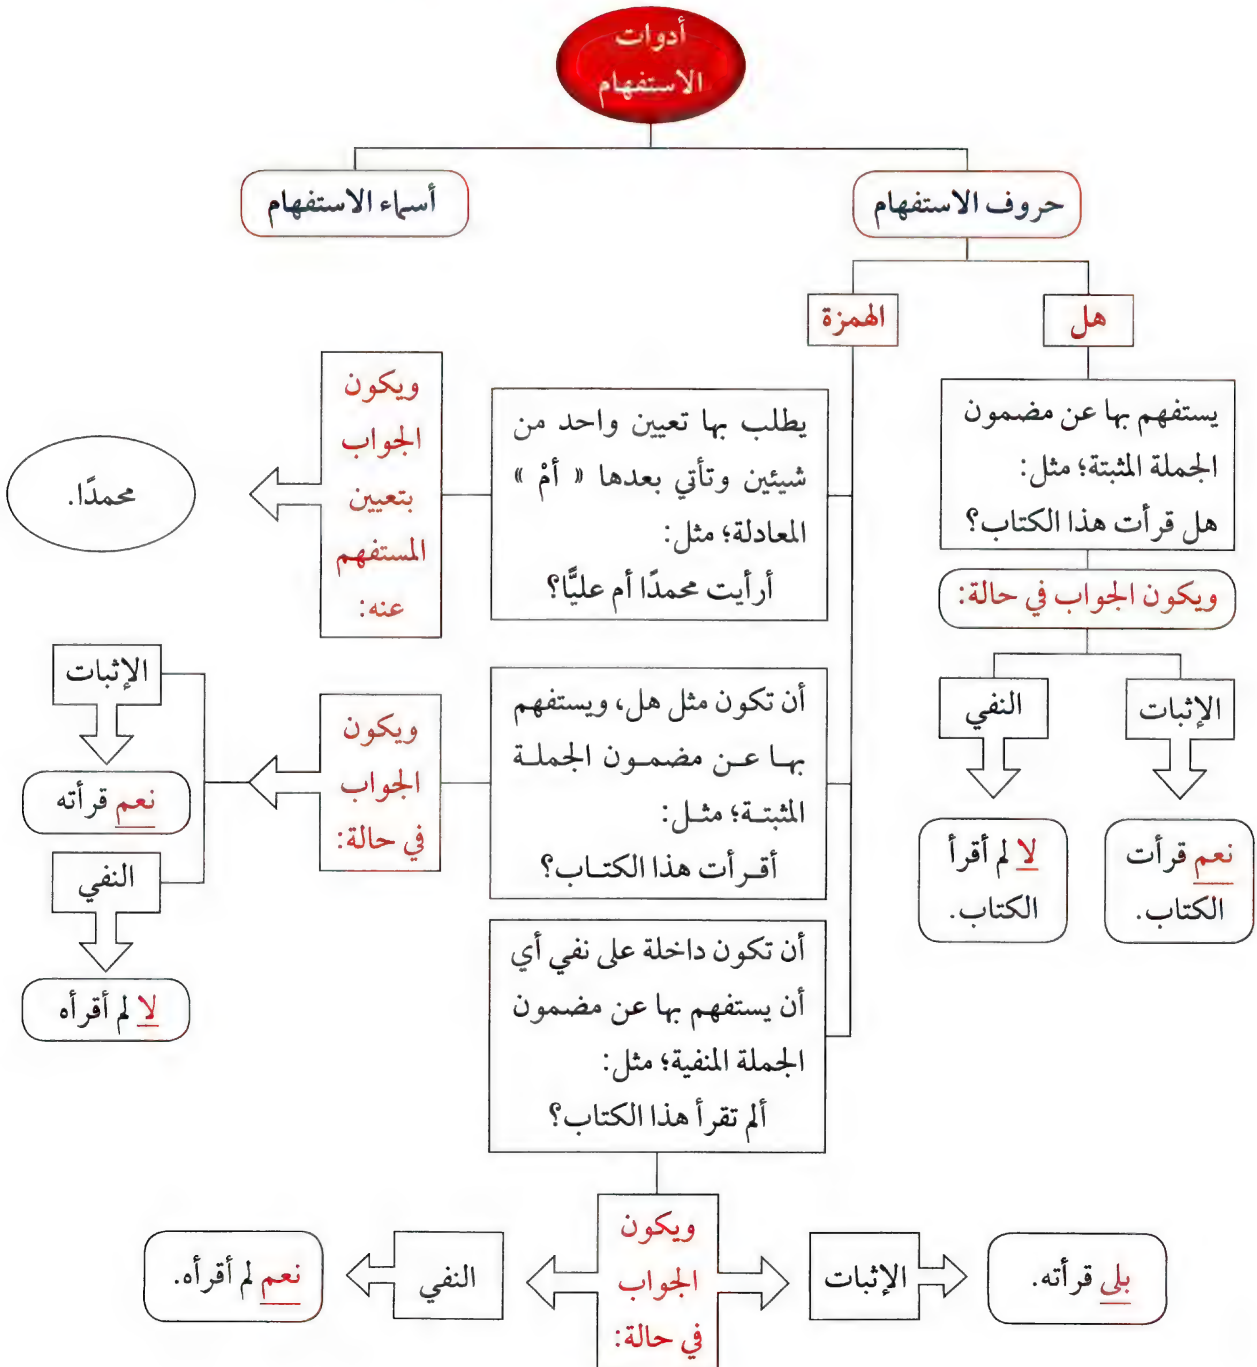 أدوات
الاستفهام
حروف الاستفهام
أسماء الاستفهام
هل
الهمزة
يستفهم بها عن مضمون
الجملة المثبتة؛ مثل:
هل قرأت هذا الكتاب؟
ويكون الجواب في حالة:
الإثبات
النفي
نعم قرأت
الكتاب.
لا لم أقرأ
الكتاب.
يطلب بها تعيين واحد من
شيئين وتأتي بعدها « أمْ »
المعادلة؛ مثل:
أرأيت محمدًا أم عليًّا؟
ويكون
الجواب
بتعيين
المستفهم
عنه:
محمدًا.
أن تكون مثل هل، ويستفهم
بها عن مضمون الجملة
المثبتة؛ مثل:
أقرأت هذا الكتاب؟
ويكون
الجواب
في حالة:
الإثبات
نعم قرأته
النفي
لا لم أقرأه
أن تكون داخلة على نفي أي
أن يستفهم بها عن مضمون
الجملة المنفية؛ مثل:
ألم تقرأ هذا الكتاب؟
ويكون
الجواب
في حالة:
الإثبات
بلى قرأته.
النفي
نعم لم أقرأه.